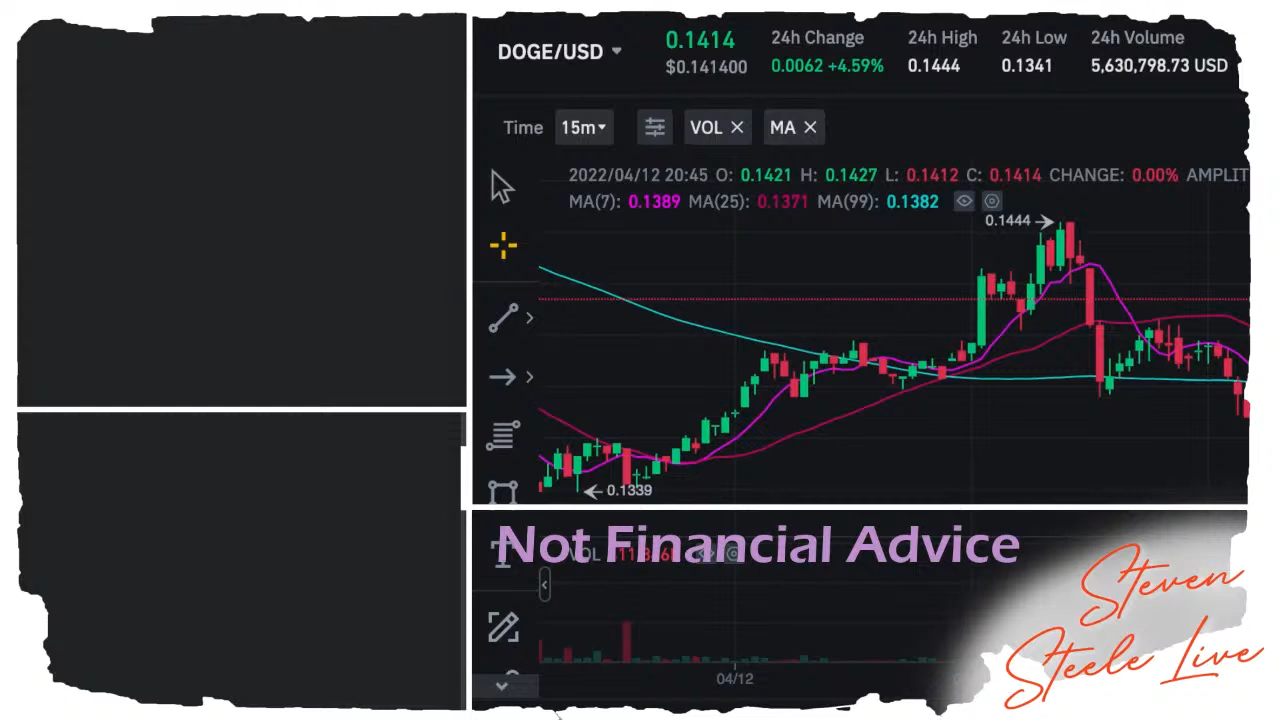 DOGE/USD
0.1414
$0.141400
24h Change
0.0062 +4.59%
24h High
0.1444
24h Low
0.1341
24h Volume
5,630,798.73 USD
Time 15m VOL MA
2022/04/12 20:45 O: 0.1421 H: 0.1427 L: 0.1412 C: 0.1414 CHANGE: 0.00%
MA(7): 0.1389 MA(25): 0.1371 MA(99): 0.1382
0.1444
0.1339
Not Financial Advice
04/12
Steven
Steele Live